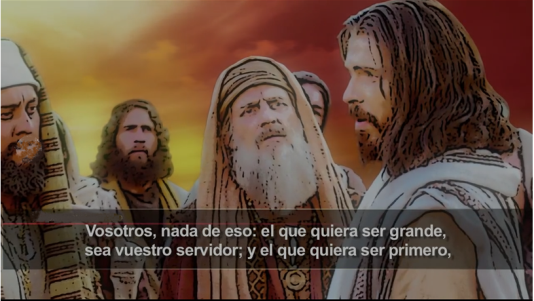 Vosotros, nada de eso: el que quiera ser grande,
sea vuestro servidor; y el que quiera ser primero,